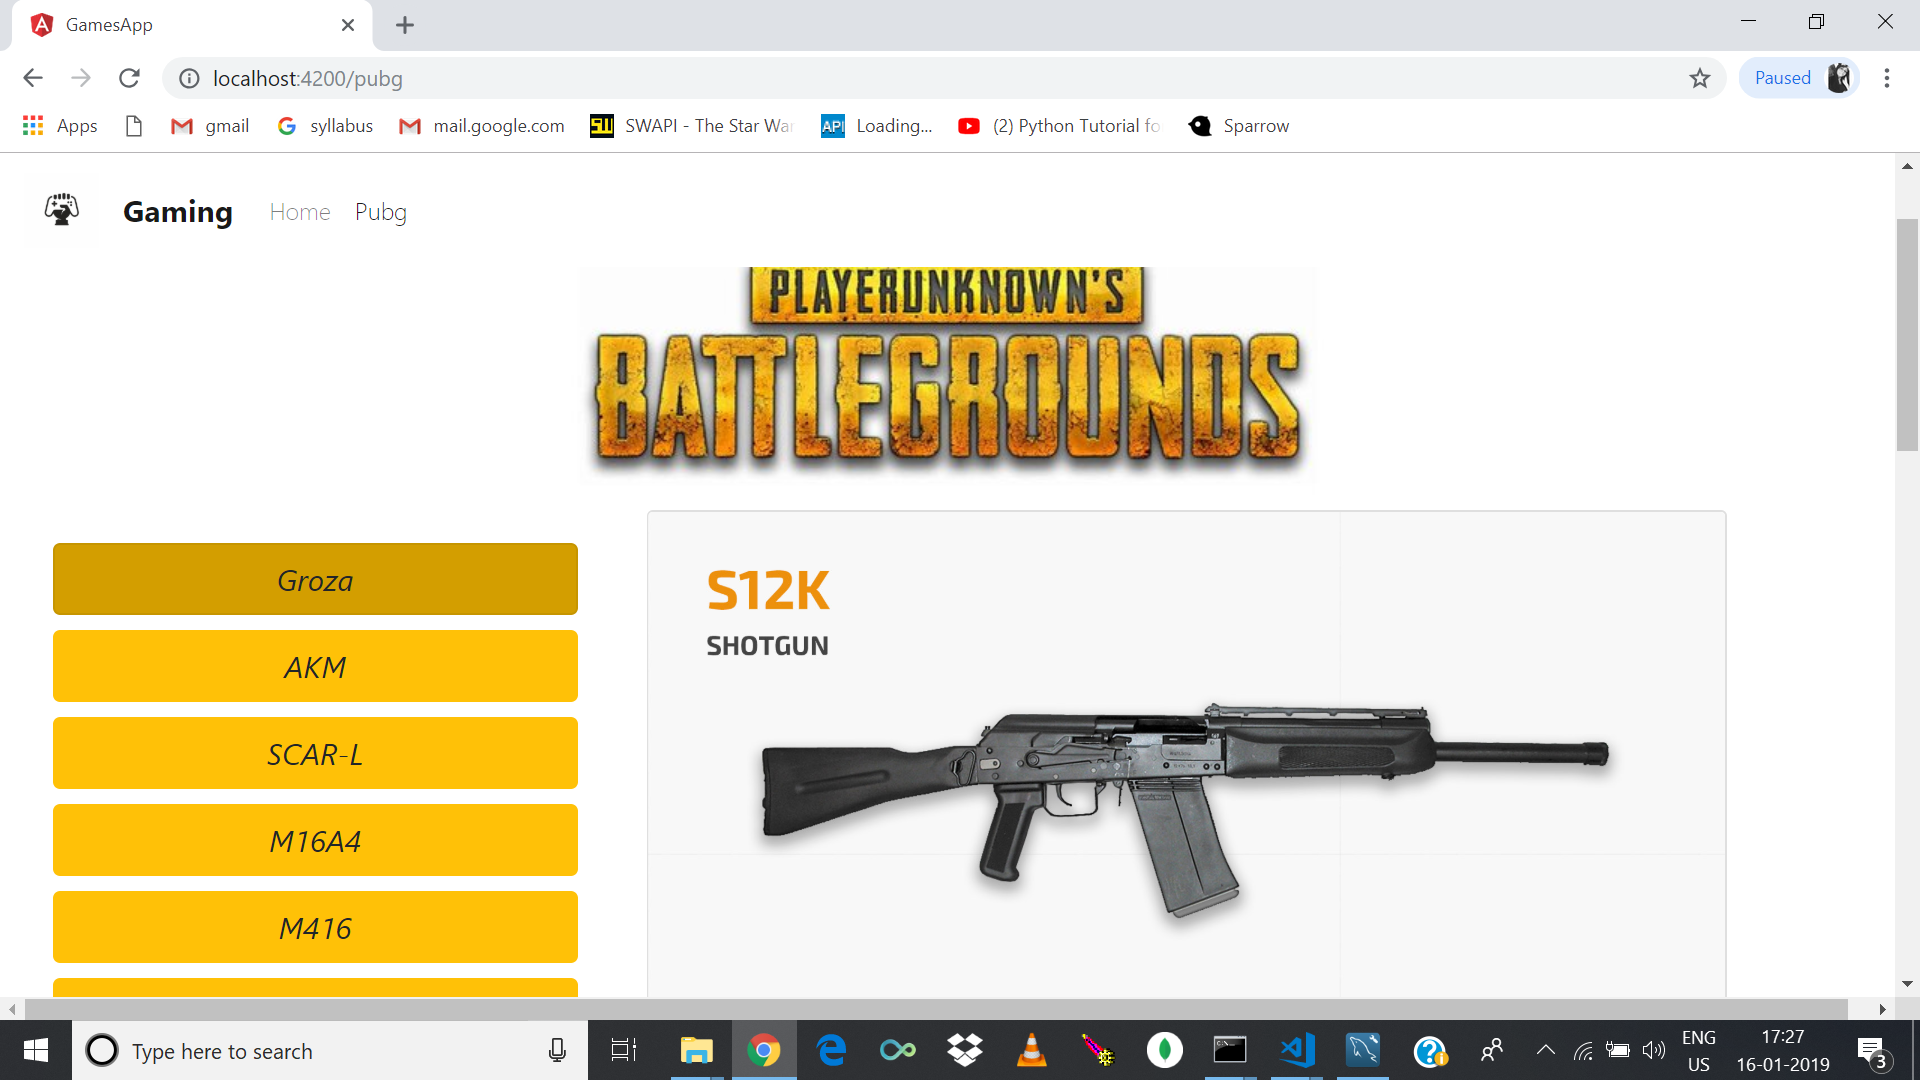 GamesApp
localhost:4200/pubg
Paused
Apps
gmail
syllabus
mail.google.com
SWAPI - The Star Wa
API
Loading...
(2) Python Tutorial fo
Sparrow
Gaming
Home
Pubg
PLAYERUNKNOWN'S
BATTLEGROUNDS
Groza
AKM
SCAR-L
M16A4
M416
S12K
SHOTGUN
Type here to search
ENG
US
17:27
16-01-2019
3